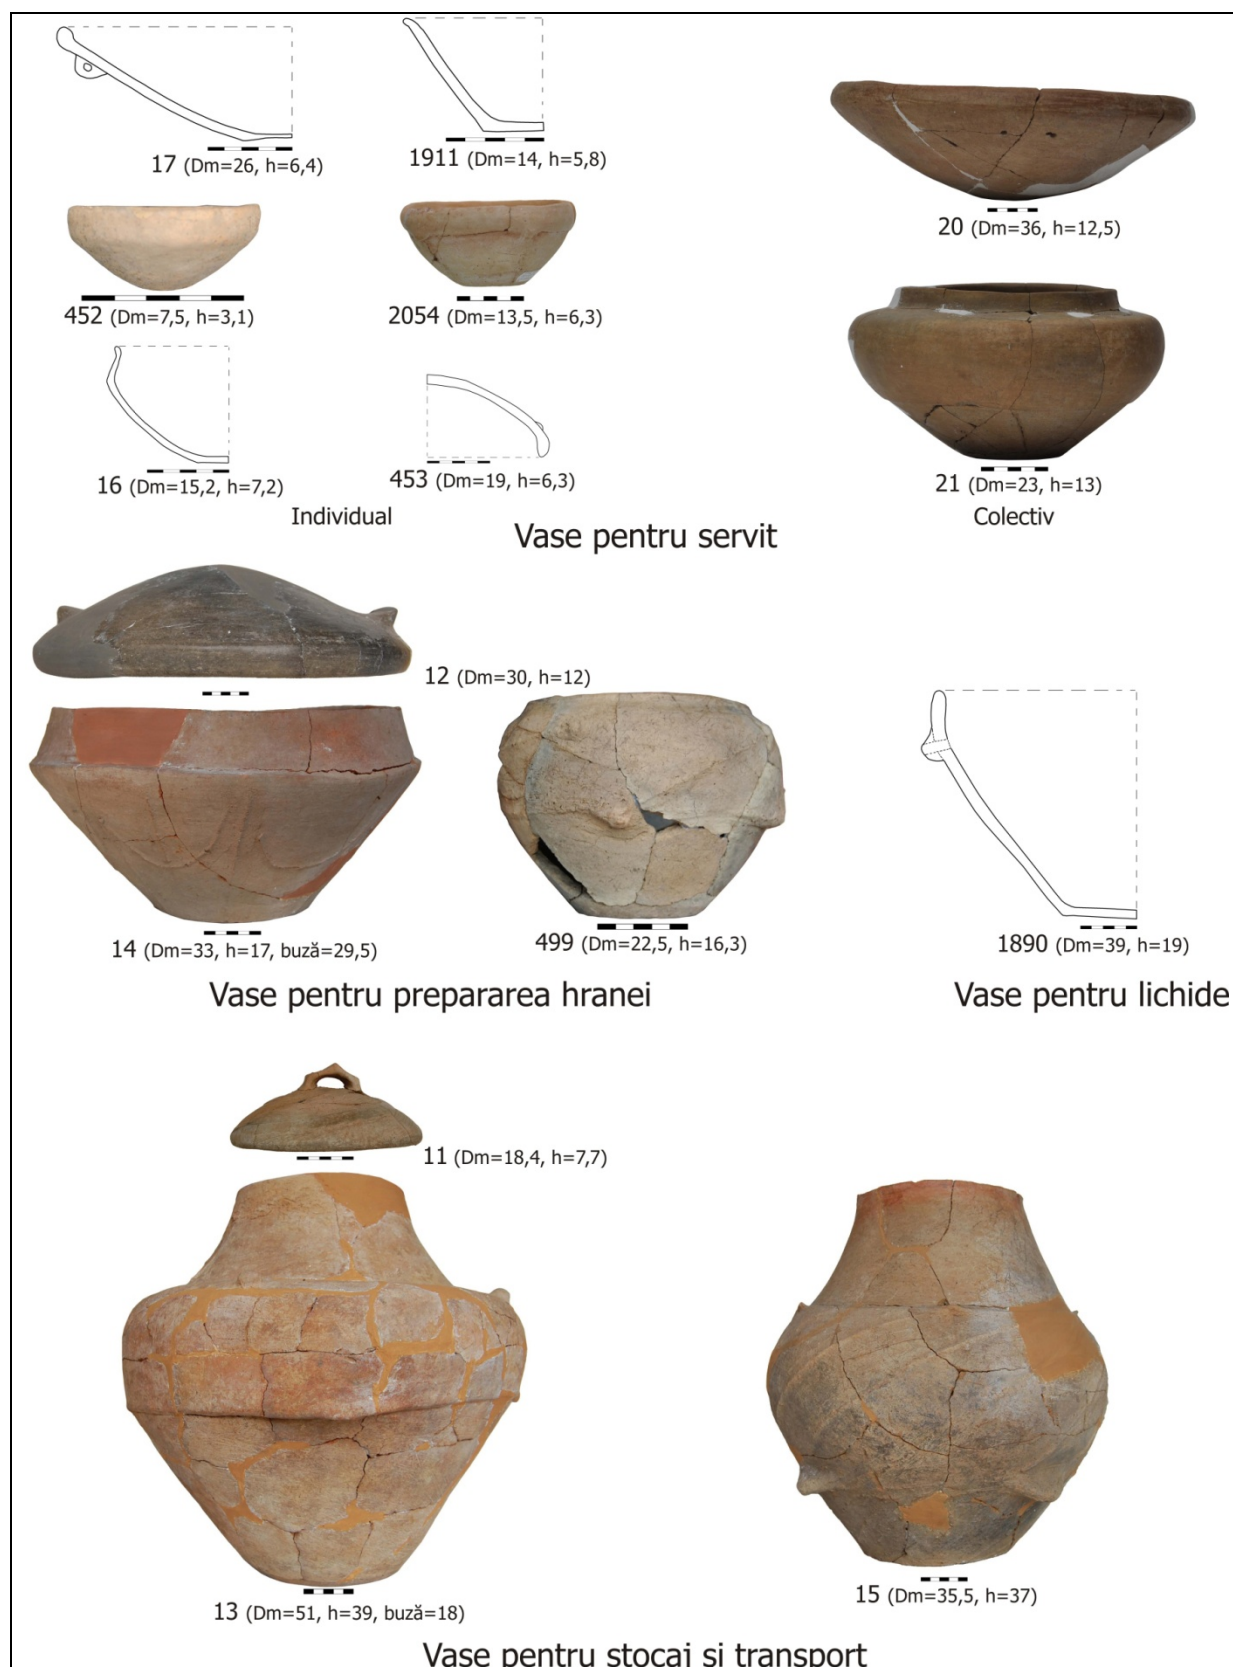 17 (Dm=26, h=6,4)
1911 (Dm=14, h=5,8)
20 (Dm=36, h=12,5)
452 (Dm=7,5, h=3,1)
2054 (Dm=13,5, h=6,3)
16 (Dm=15,2, h=7,2)
453 (Dm=19, h=6,3)
21 (Dm=23, h=13)
Individual
Colectiv
Vase pentru servit
12 (Dm=30, h=12)
14 (Dm=33, h=17, buză=29,5)
499 (Dm=22,5, h=16,3)
1890 (Dm=39, h=19)
Vase pentru prepararea hranei
Vase pentru lichide
11 (Dm=18,4, h=7,7)
13 (Dm=51, h=39, buză=18)
15 (Dm=35,5, h=37)
Vase pentru stocaj si transport